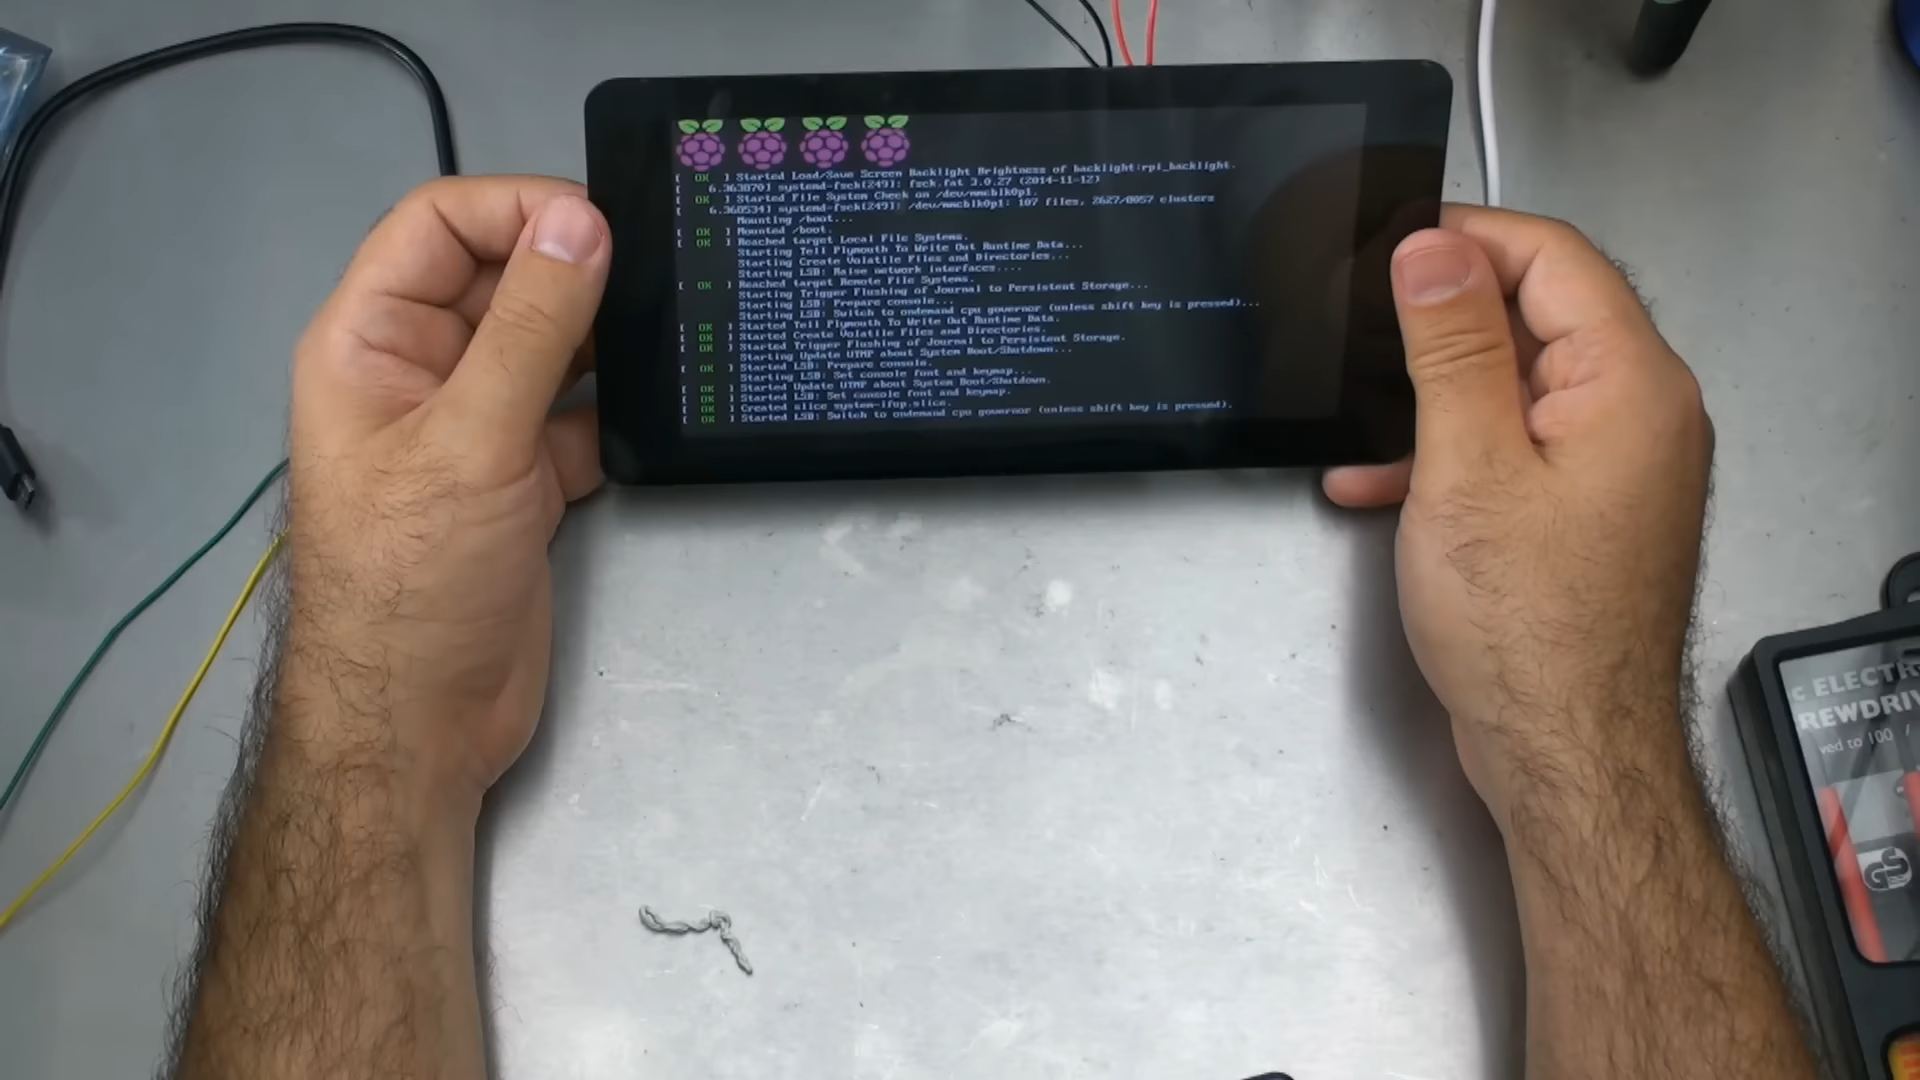 [ OK ] Started Load/Save Screen Backlight Brightness of backlight:rpi_backlight.
[ 6.363070] systemd-fsck[249]: fsck.fat 3.0.27 (2014-11-12)
[ OK ] Started File System Check on /dev/mmcblk0p1.
[ 6.368534] systemd-fsck[249]: /dev/mmcblk0p1: 107 files, 2627/8057 clusters
Mounting /boot...
[ OK ] Mounted /boot.
[ OK ] Reached target Local File Systems.
Starting Tell Plymouth To Write Out Runtime Data...
Starting Create Volatile Files and Directories...
Starting LSB: Raise network interfaces....
[ OK ] Reached target Remote File Systems.
Starting Trigger Flushing of Journal to Persistent Storage...
Starting LSB: Prepare console...
Starting LSB: Switch to ondemand cpu governor (unless shift key is pressed)...
[ OK ] Started Tell Plymouth To Write Out Runtime Data.
[ OK ] Started Create Volatile Files and Directories.
[ OK ] Started Trigger Flushing of Journal to Persistent Storage.
Starting Update UTMP about System Boot/Shutdown...
[ OK ] Started LSB: Prepare console.
Starting LSB: Set console font and keymap...
[ OK ] Started Update UTMP about System Boot/Shutdown.
[ OK ] Started LSB: Set console font and keymap.
[ OK ] Created slice system-ifup.slice.
[ OK ] Started LSB: Switch to ondemand cpu governor (unless shift key is pressed).
C ELECTR
REWDRIV
ved to 100 /
GS